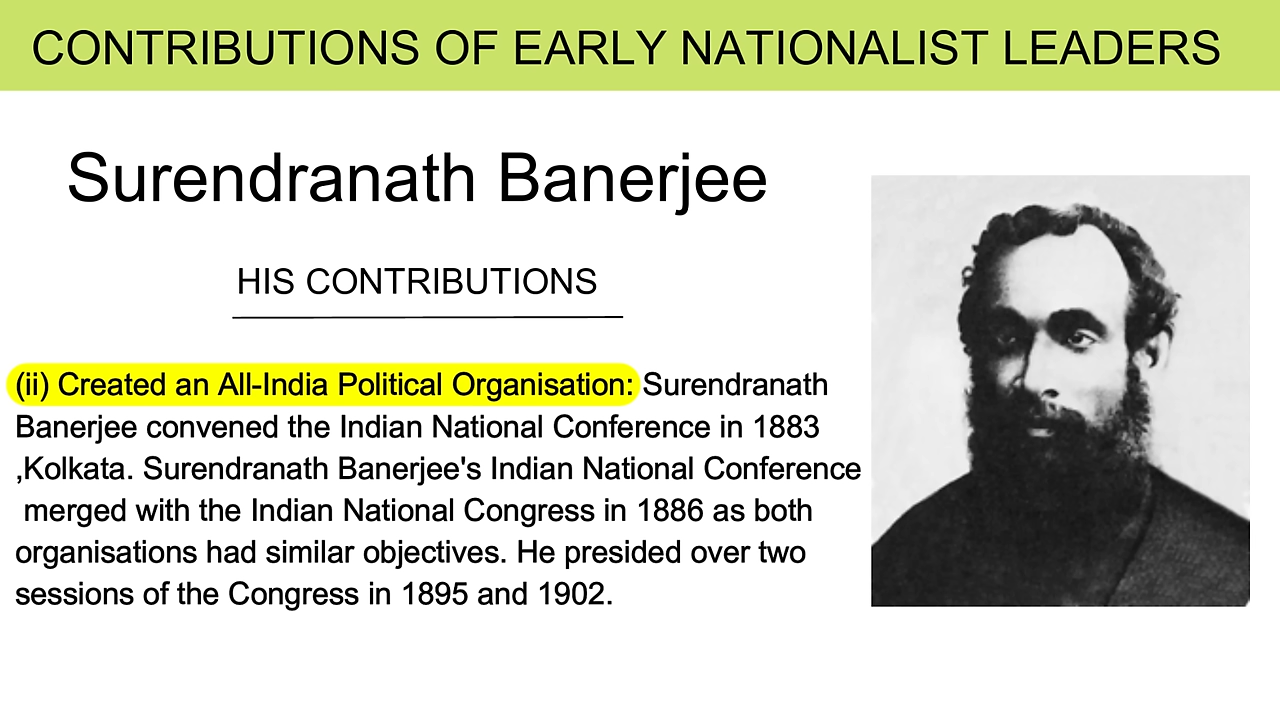 CONTRIBUTIONS OF EARLY NATIONALIST LEADERS
Surendranath Banerjee
HIS CONTRIBUTIONS
(ii) Created an All-India Political Organisation: Surendranath
Banerjee convened the Indian National Conference in 1883
,Kolkata. Surendranath Banerjee's Indian National Conference
merged with the Indian National Congress in 1886 as both
organisations had similar objectives. He presided over two
sessions of the Congress in 1895 and 1902.